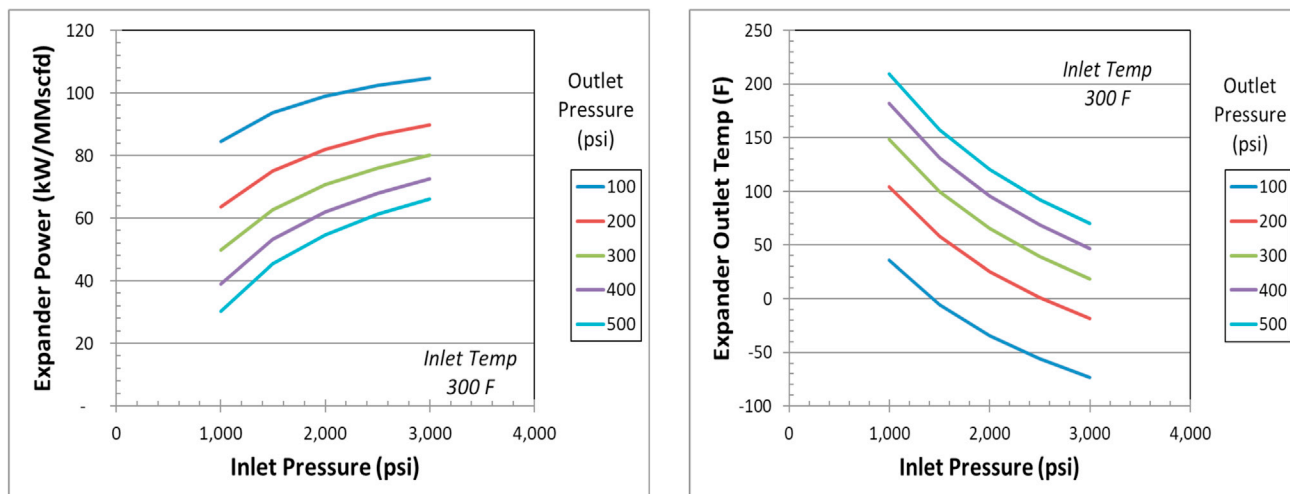 Expander Power (kW/MMscfd)
120
100
80
60
40
20
-
0
1,000
2,000
3,000
4,000
Inlet Pressure (psi)
Inlet Temp
300 F
Outlet
Pressure
(psi)
100
200
300
400
500
Expander Outlet Temp (F)
250
200
150
100
50
0
-50
-100
0
1,000
2,000
3,000
4,000
Inlet Pressure (psi)
Inlet Temp
300 F
Outlet
Pressure
(psi)
100
200
300
400
500